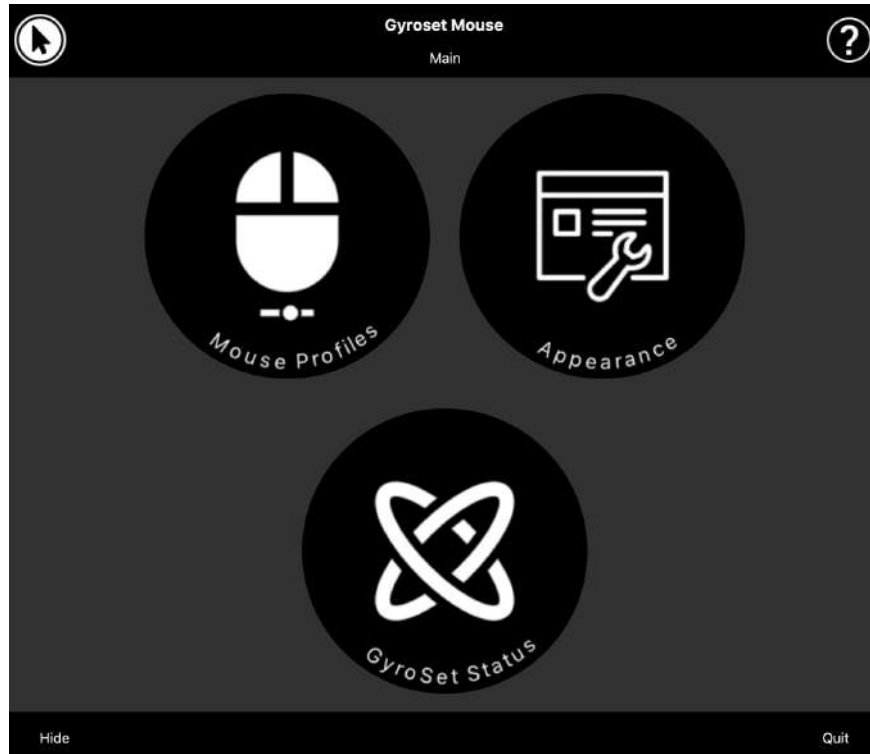 Gyroset Mouse
Main
?
Mouse Profiles
Appearance
GyroSet Status
Hide
Quit